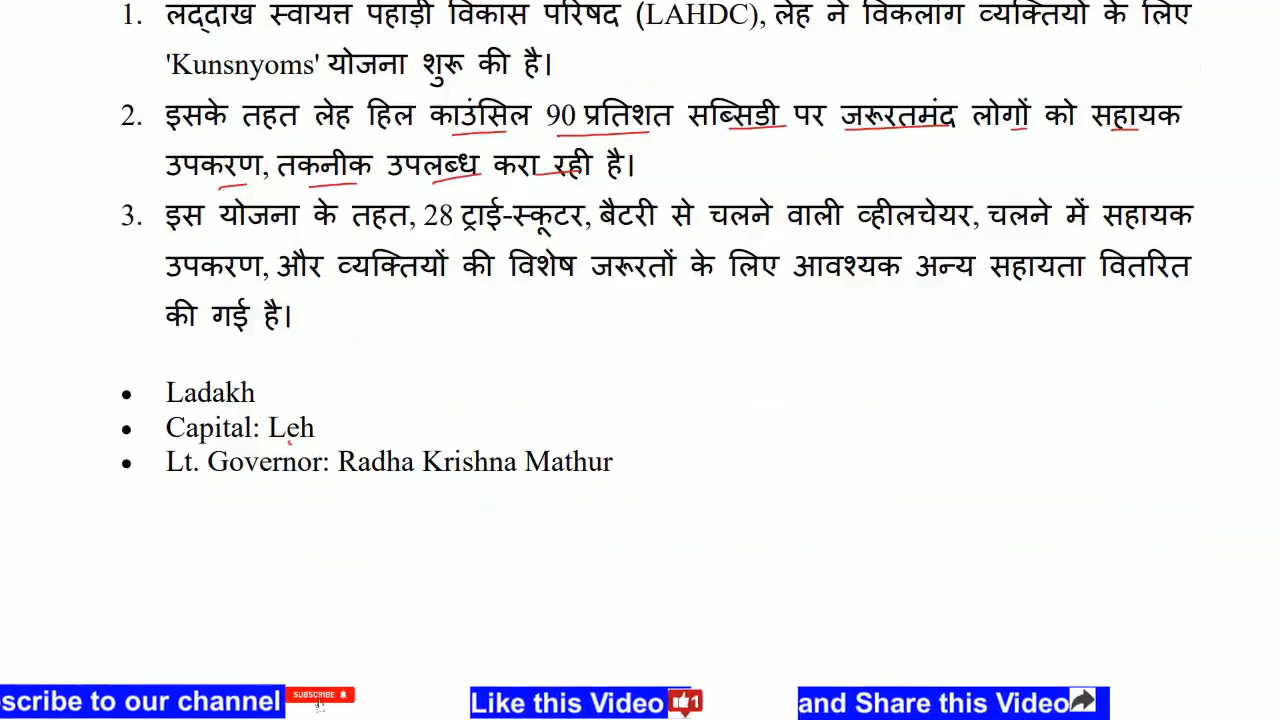 1. लद्दाख स्वायत्त पहाड़ी विकास परिषद (LAHDC), लेह ने विकलांग व्यक्तियों के लिए
'Kunsnyoms' योजना शुरू की है।
2. इसके तहत लेह हिल काउंसिल 90 प्रतिशत सब्सिडी पर जरूरतमंद लोगों को सहायक
उपकरण, तकनीक उपलब्ध करा रही है।
3. इस योजना के तहत, 28 ट्राई-स्कूटर, बैटरी से चलने वाली व्हीलचेयर, चलने में सहायक
उपकरण, और व्यक्तियों की विशेष जरूरतों के लिए आवश्यक अन्य सहायता वितरित
की गई है।
• Ladakh
• Capital: Leh
• Lt. Governor: Radha Krishna Mathur
scribe to our channel SUBSCRIBE Like this Video 1 and Share this Video